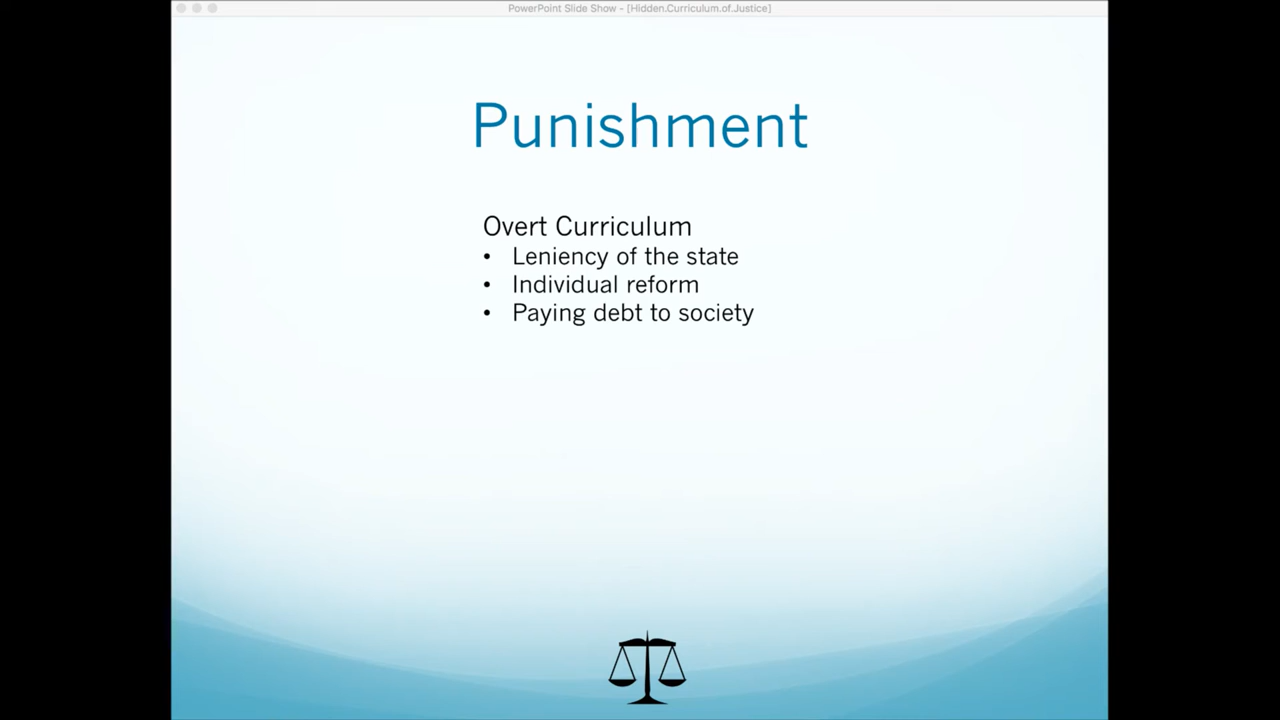 PowerPoint Slide Show - [Hidden.Curriculum.of.Justice]
Punishment
Overt Curriculum
• Leniency of the state
• Individual reform
• Paying debt to society